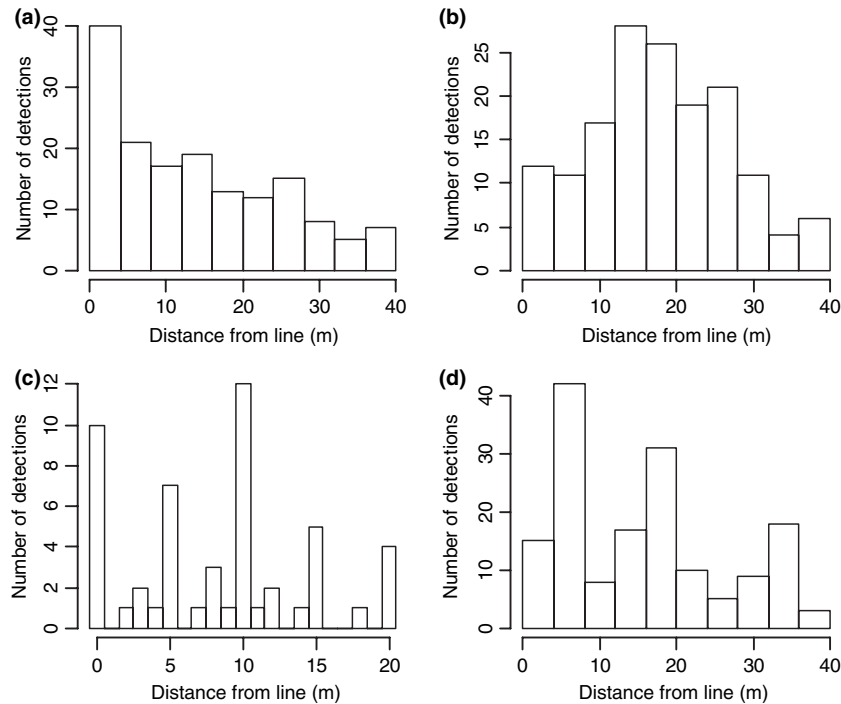 (a)
Number of detections
0 10 20 30 40
0 10 20 30 40
Distance from line (m)
(b)
Number of detections
0 5 10 15 20 25
0 10 20 30 40
Distance from line (m)
(c)
Number of detections
0 2 4 6 8 10 12
0 5 10 15 20
Distance from line (m)
(d)
Number of detections
0 10 20 30 40
0 10 20 30 40
Distance from line (m)